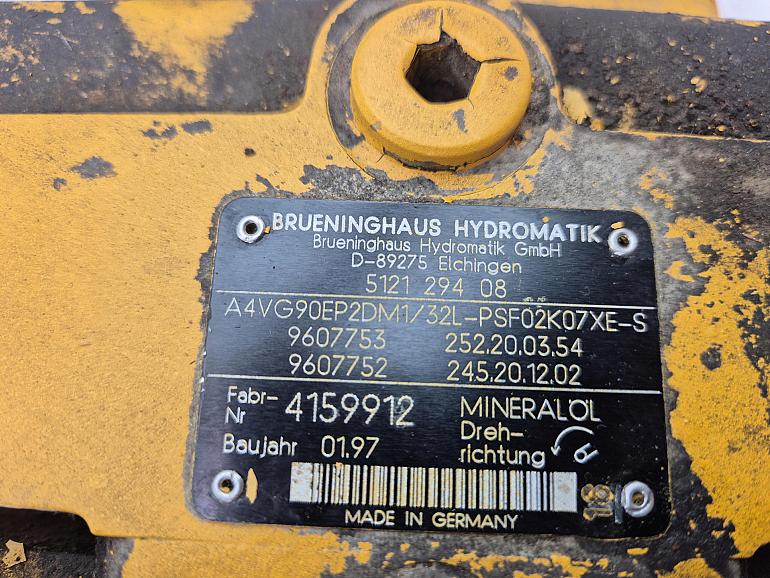 BRUENINGHAUS HYDROMATIK
Brueninghaus Hydromatik GmbH
D-89275 Elchingen
5121 294 08
A4VG90EP2DM1/32L-PSF02K07XE-S
9607753 252.20.03.54
9607752 245.20.12.02
Fabr-Nr 4159912 MINERALÖL
Baujahr 01.97 Dreh-
richtung
18
MADE IN GERMANY